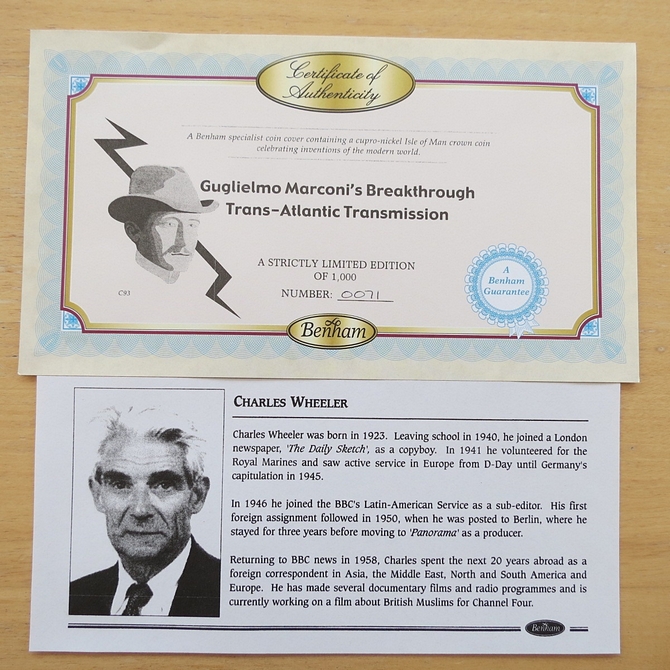 Certificate of
Authenticity
A Benham specialist coin cover containing a cupro-nickel Isle of Man crown coin
celebrating inventions of the modern world.
Guglielmo Marconi's Breakthrough
Trans-Atlantic Transmission
A STRICTLY LIMITED EDITION
OF 1,000
NUMBER: 0071
C93
A
Benham
Guarantee
Benham
CHARLES WHEELER
Charles Wheeler was born in 1923. Leaving school in 1940, he joined a London
newspaper, 'The Daily Sketch', as a copyboy. In 1941 he volunteered for the
Royal Marines and saw active service in Europe from D-Day until Germany's
capitulation in 1945.
In 1946 he joined the BBC's Latin-American Service as a sub-editor. His first
foreign assignment followed in 1950, when he was posted to Berlin, where he
stayed for three years before moving to 'Panorama' as a producer.
Returning to BBC news in 1958, Charles spent the next 20 years abroad as a
foreign correspondent in Asia, the Middle East, North and South America and
Europe. He has made several documentary films and radio programmes and is
currently working on a film about British Muslims for Channel Four.
Benham